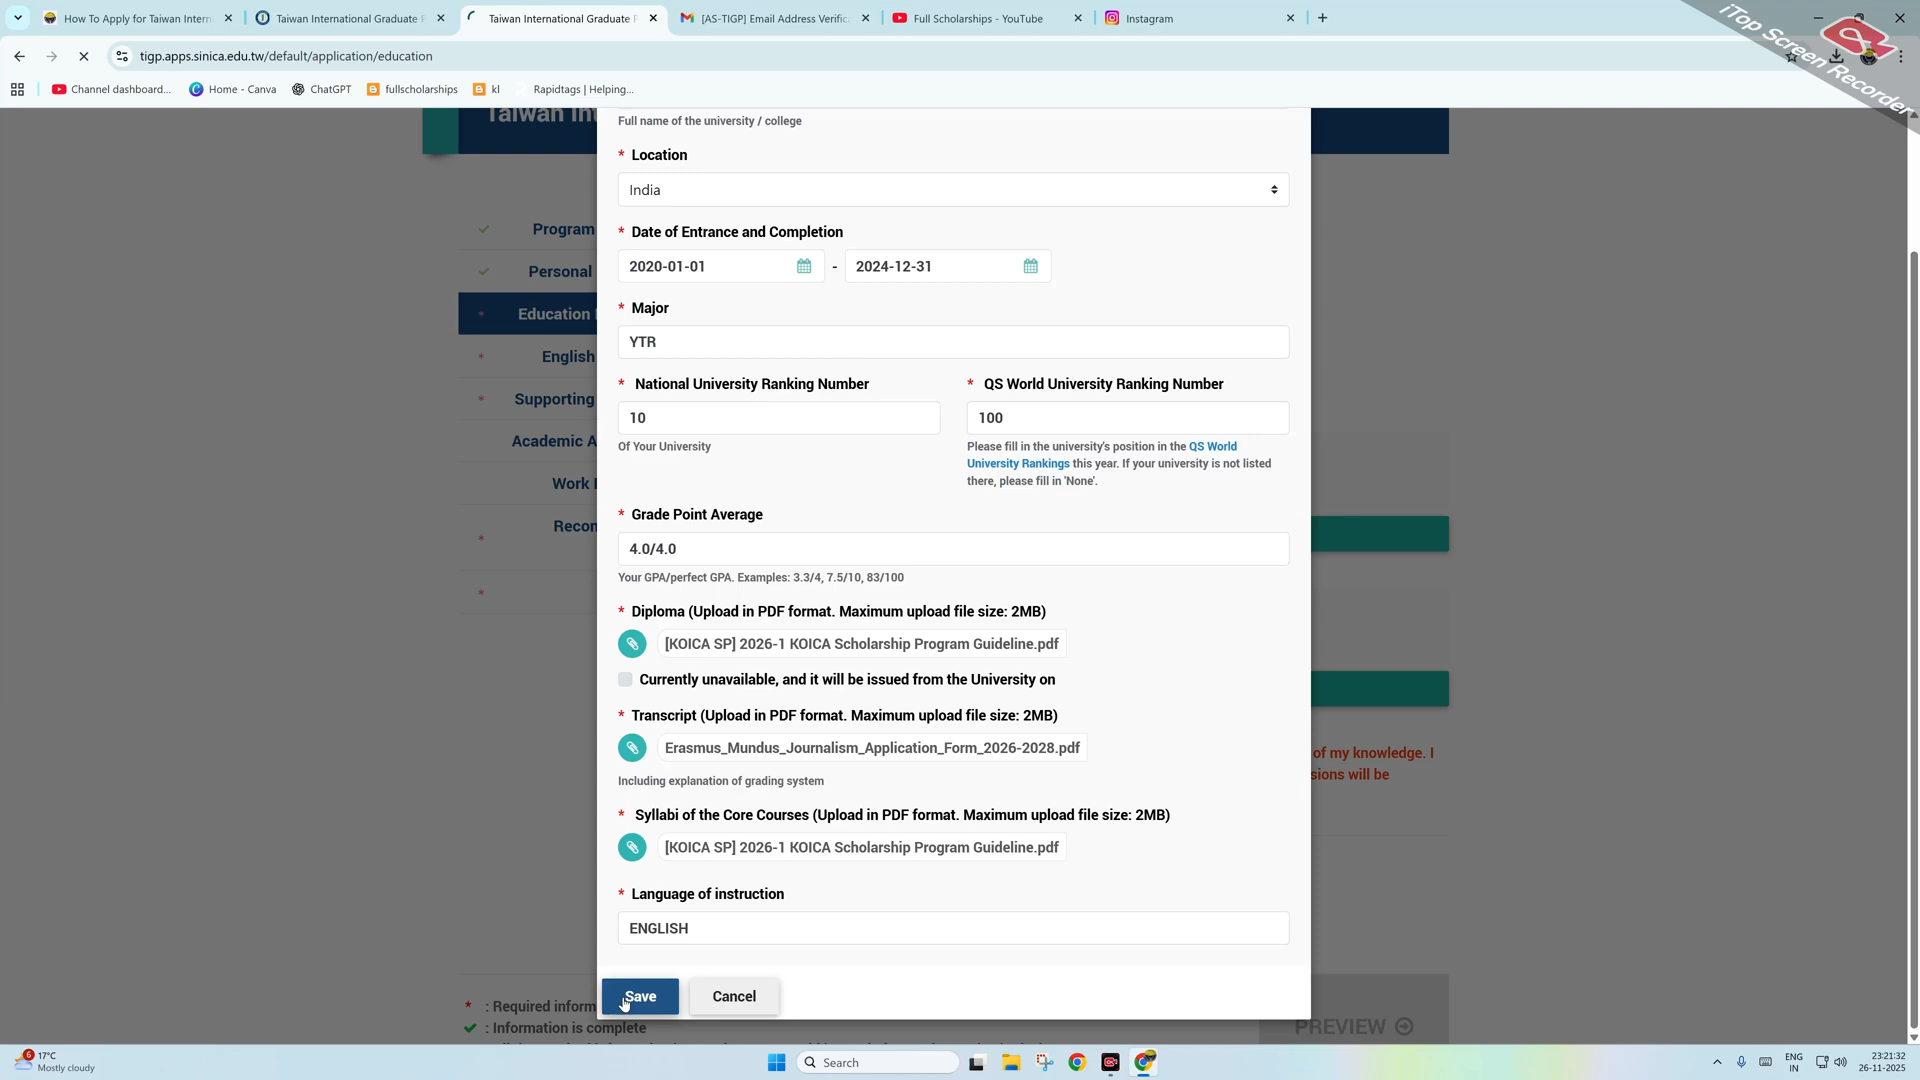 How To Apply for Taiwan Intern
Taiwan International Graduate P
Taiwan International Graduate P
[AS-TIGP] Email Address Verific
Full Scholarships - YouTube
Instagram
iTop Screen Recorder
tigp.apps.sinica.edu.tw/default/application/education
Channel dashboard...
Home - Canva
ChatGPT
fullscholarships
kl
Rapidtags | Helping...
Taiwan Int
Full name of the university / college
* Location
India
Program
* Date of Entrance and Completion
2020-01-01 - 2024-12-31
Personal
* Education
* Major
YTR
* English
* National University Ranking Number
* QS World University Ranking Number
* Supporting
10
100
Of Your University
Please fill in the university's position in the QS World
University Rankings this year. If your university is not listed
there, please fill in 'None'.
Academic A
Work
* Grade Point Average
* Recon
4.0/4.0
Your GPA/perfect GPA. Examples: 3.3/4, 7.5/10, 83/100
*
* Diploma (Upload in PDF format. Maximum upload file size: 2MB)
[KOICA SP] 2026-1 KOICA Scholarship Program Guideline.pdf
Currently unavailable, and it will be issued from the University on
* Transcript (Upload in PDF format. Maximum upload file size: 2MB)
Erasmus_Mundus_Journalism_Application_Form_2026-2028.pdf
of my knowledge. I
sions will be
Including explanation of grading system
* Syllabi of the Core Courses (Upload in PDF format. Maximum upload file size: 2MB)
[KOICA SP] 2026-1 KOICA Scholarship Program Guideline.pdf
* Language of instruction
ENGLISH
Save
Cancel
* : Required inform
: Information is complete
PREVIEW
6
17°C
Mostly cloudy
Search
ENG
IN
23:21:32
26-11-2025